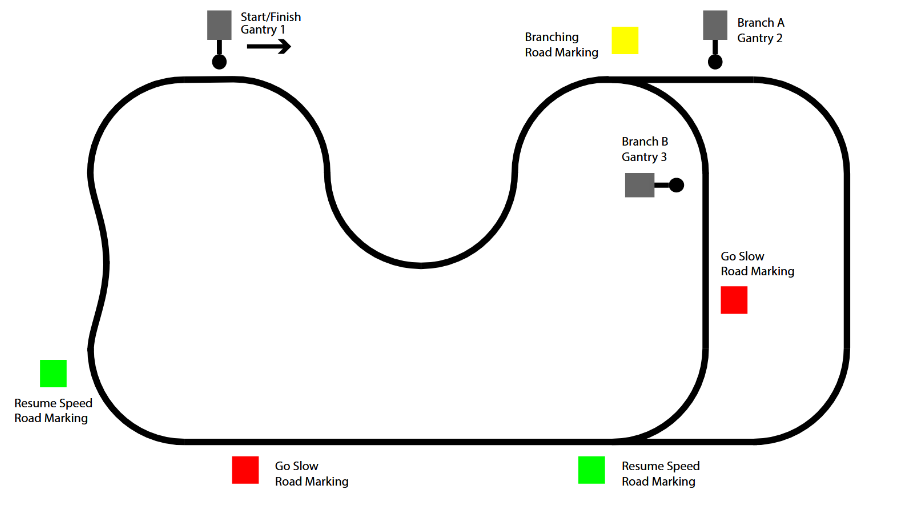 Start/Finish
Gantry 1
Branching
Road Marking
Branch A
Gantry 2
Branch B
Gantry 3
Go Slow
Road Marking
Resume Speed
Road Marking
Go Slow
Road Marking
Resume Speed
Road Marking